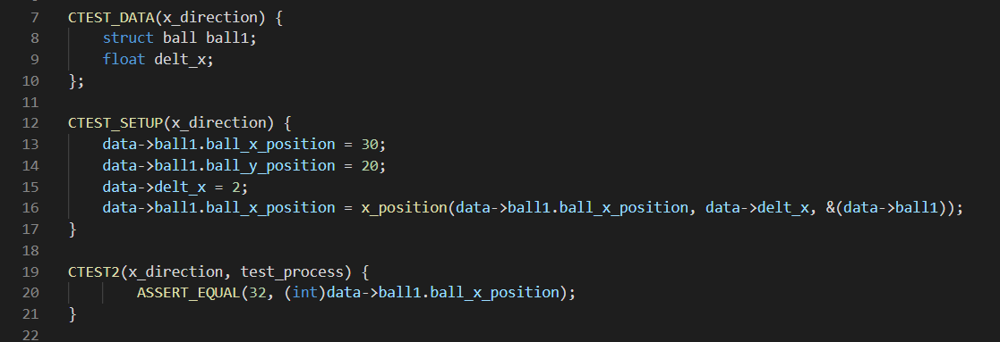 7 CTEST_DATA(x_direction) {
8 struct ball ball1;
9 float delt_x;
10 };
11
12 CTEST_SETUP(x_direction) {
13 data->ball1.ball_x_position = 30;
14 data->ball1.ball_y_position = 20;
15 data->delt_x = 2;
16 data->ball1.ball_x_position = x_position(data->ball1.ball_x_position, data->delt_x, &(data->ball1));
17 }
18
19 CTEST2(x_direction, test_process) {
20 ASSERT_EQUAL(32, (int)data->ball1.ball_x_position);
21 }
22